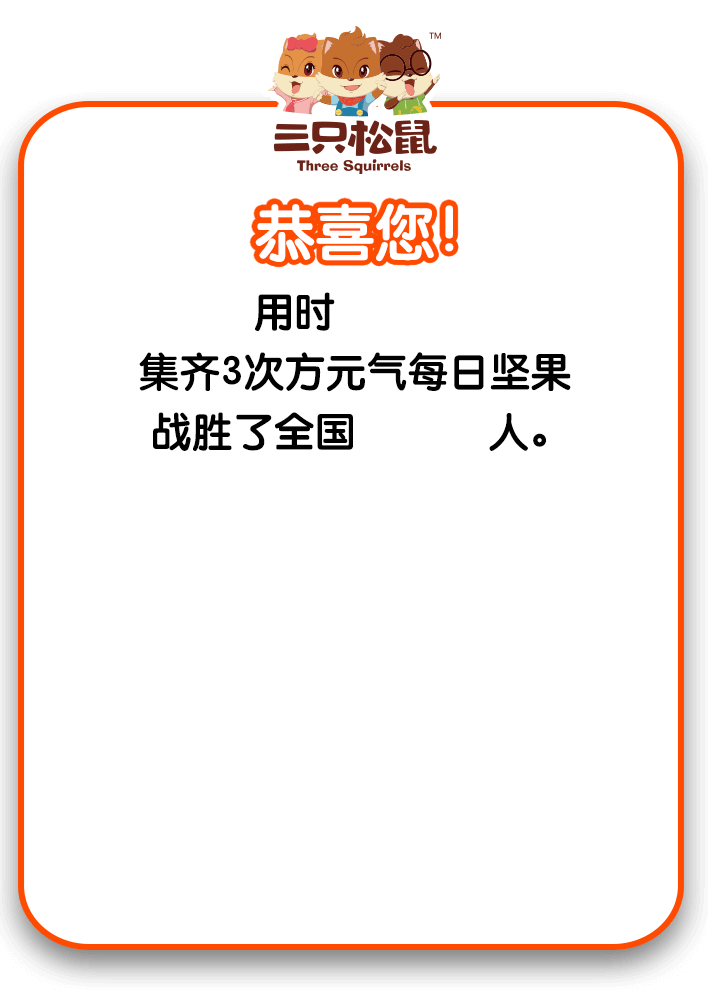 TM
三只松鼠
Three Squirrels
恭喜您!
用时
集齐3次方元气每日坚果
战胜了全国 人。